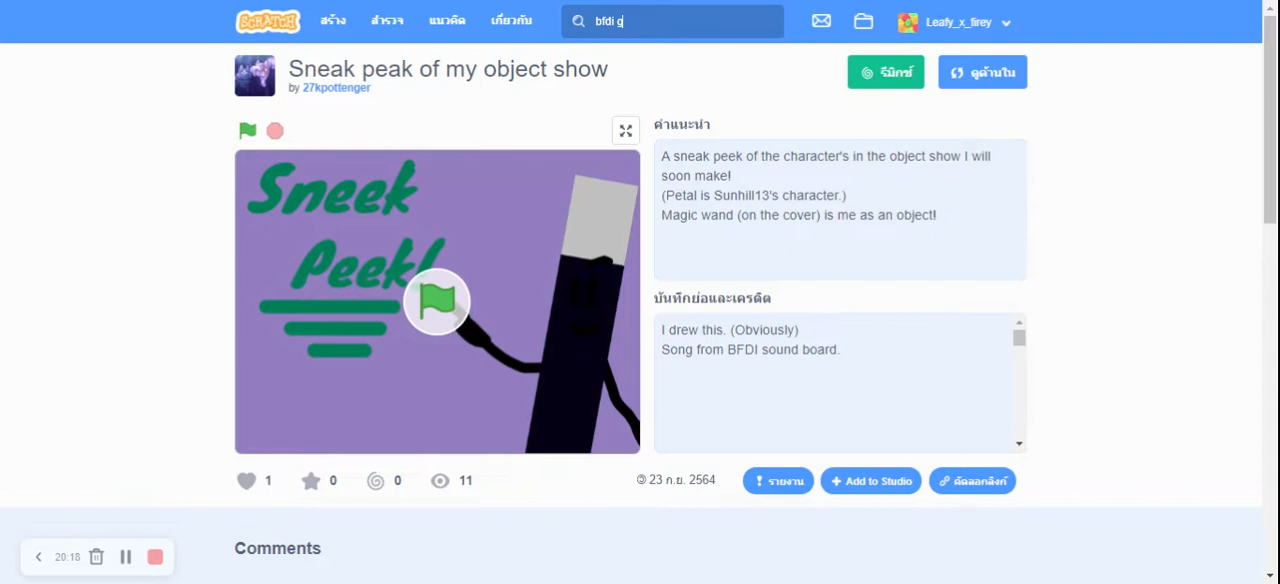 SCRATCH
สร้าง
สำรวจ
แนวคิด
เกี่ยวกับ
bfdi g
Leafy_x_firey
Sneak peak of my object show
by 27kpottenger
รีมิกซ์
ดูด้านใน
Sneek
Peek!
คำแนะนำ
A sneak peek of the character's in the object show I will
soon make!
(Petal is Sunhill13's character.)
Magic wand (on the cover) is me as an object!
บันทึกย่อและเครดิต
I drew this. (Obviously)
Song from BFDI sound board.
1
0
0
11
© 23 ก.ย. 2564
รายงาน
+ Add to Studio
คัดลอกลิงก์
20:18
Comments